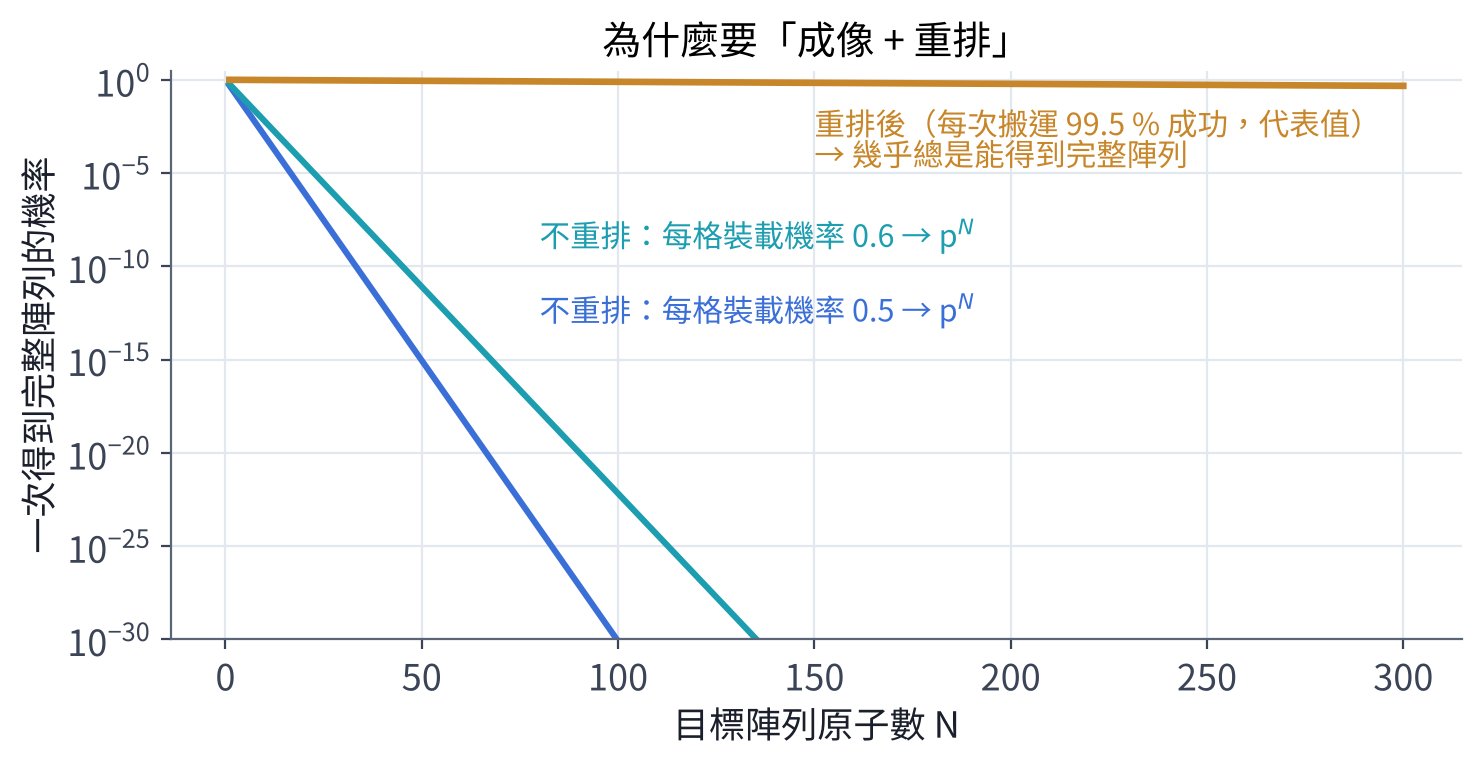 為什麼要「成像 + 重排」
一次得到完整陣列的機率
10⁰
10⁻⁵
10⁻¹⁰
10⁻¹⁵
10⁻²⁰
10⁻²⁵
10⁻³⁰
重排後（每次搬運 99.5 % 成功，代表值）
→ 幾乎總是能得到完整陣列
不重排：每格裝載機率 0.6 → pᴺ
不重排：每格裝載機率 0.5 → pᴺ
0 50 100 150 200 250 300
目標陣列原子數 N